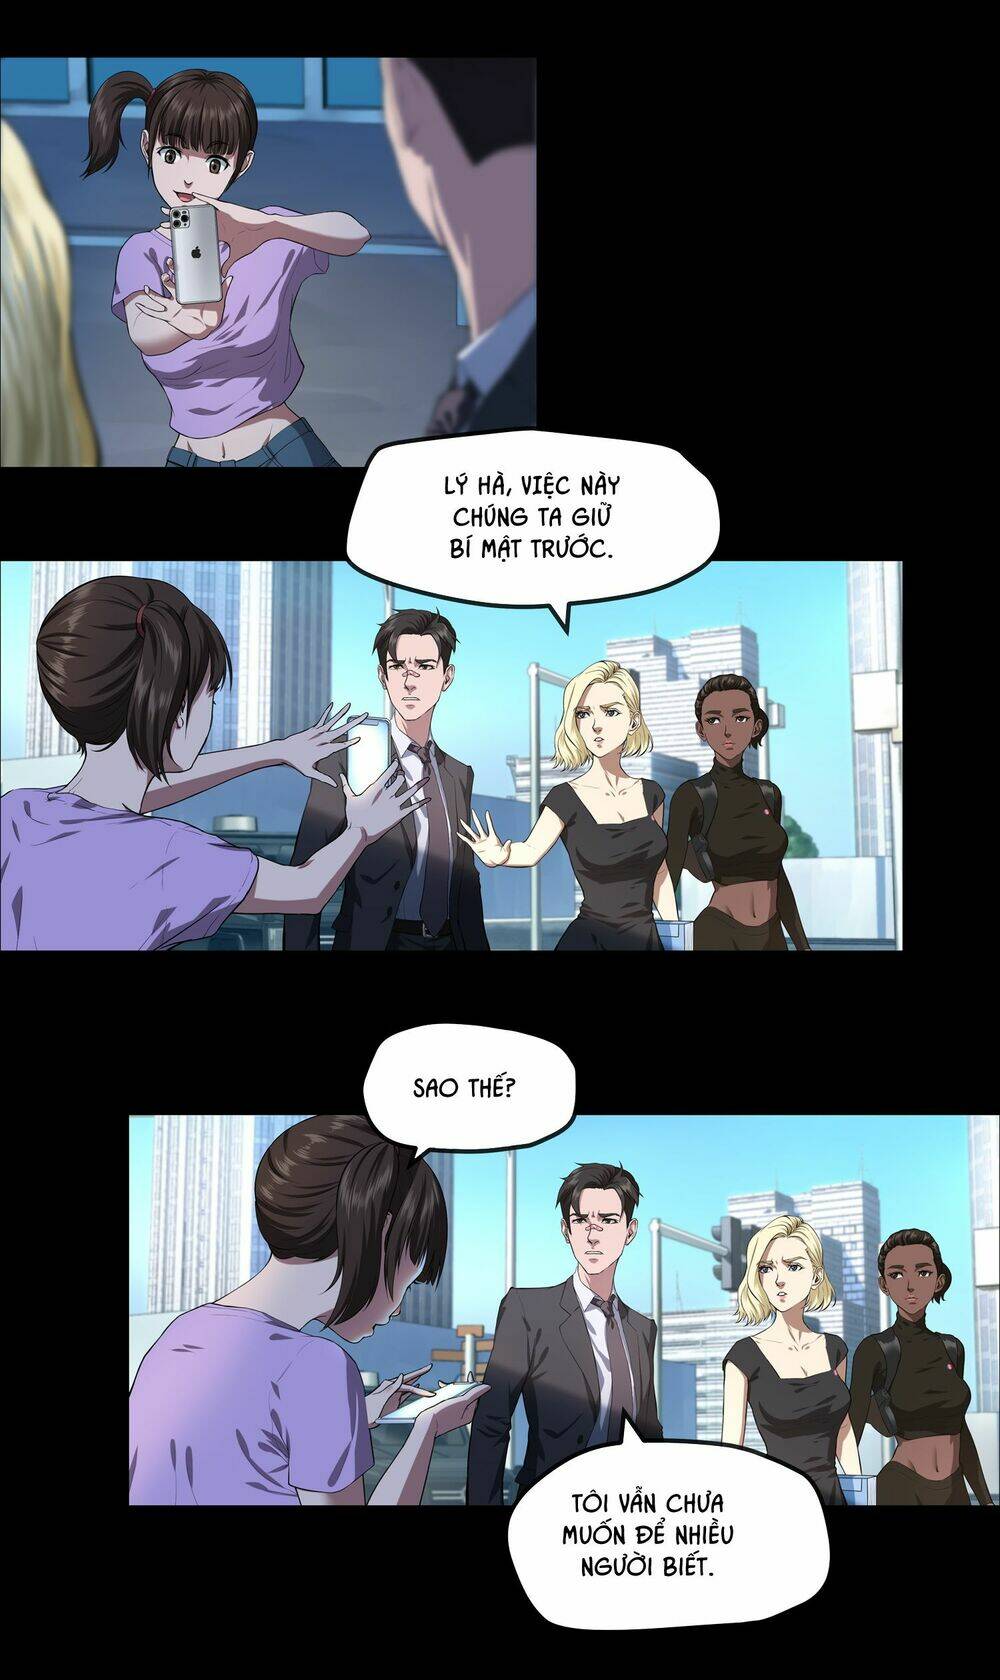 LÝ HÀ, VIỆC NÀY
CHÚNG TA GIỮ
BÍ MẬT TRƯỚC.
SAO THẾ?
TÔI VẪN CHƯA
MUỐN ĐỂ NHIỀU
NGƯỜI BIẾT.